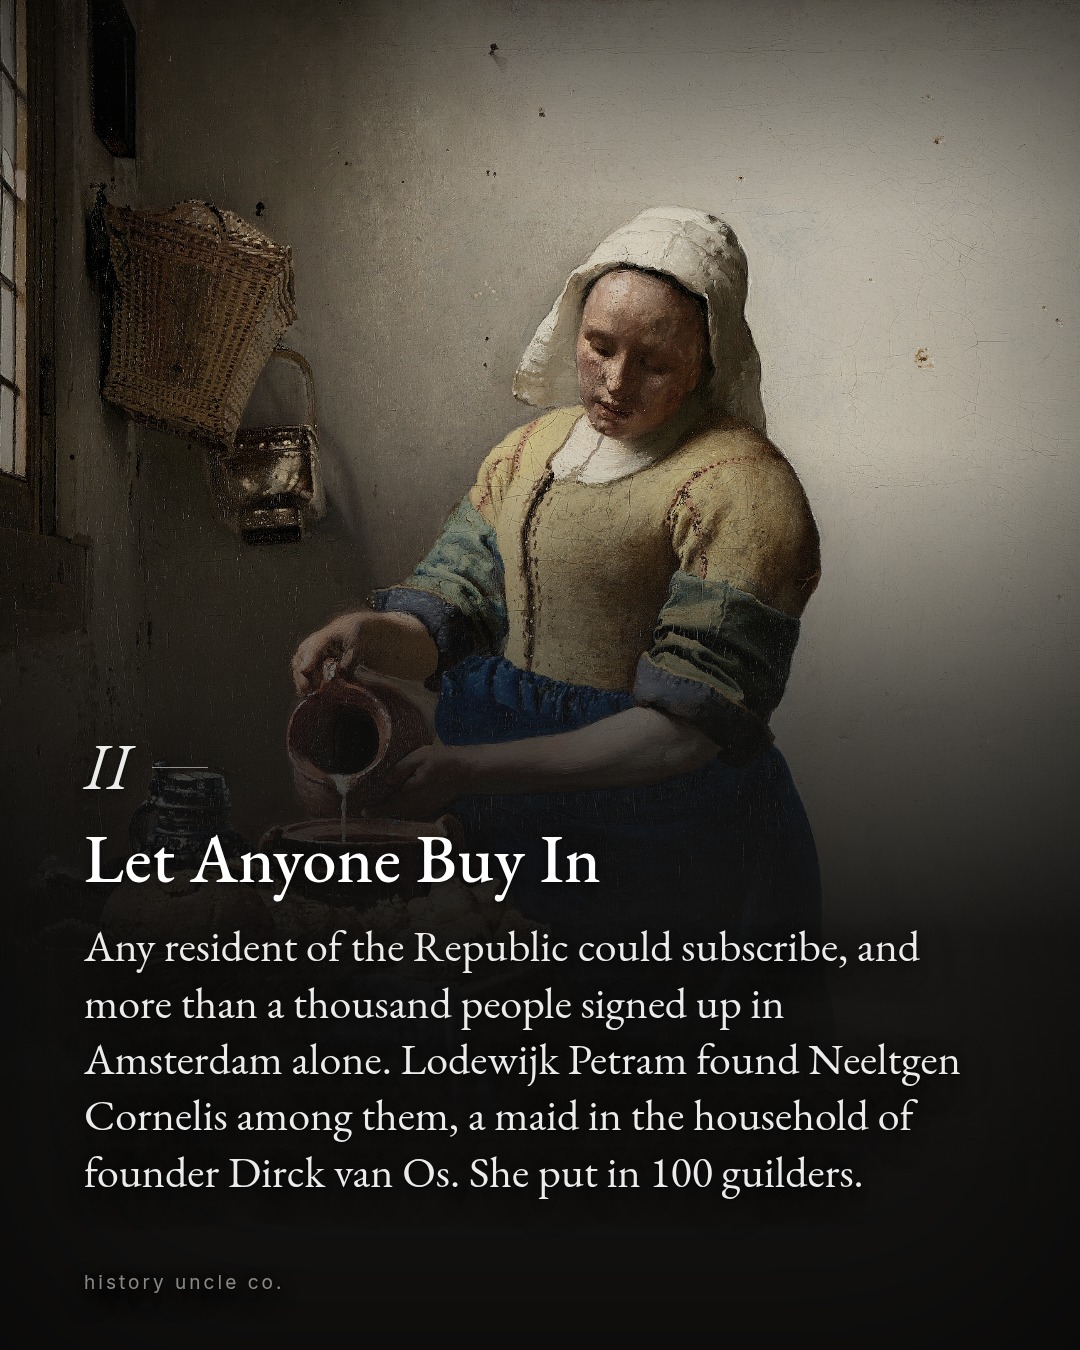 II
Let Anyone Buy In
Any resident of the Republic could subscribe, and
more than a thousand people signed up in
Amsterdam alone. Lodewijk Petram found Neeltgen
Cornelis among them, a maid in the household of
founder Dirck van Os. She put in 100 guilders.
history uncle co.